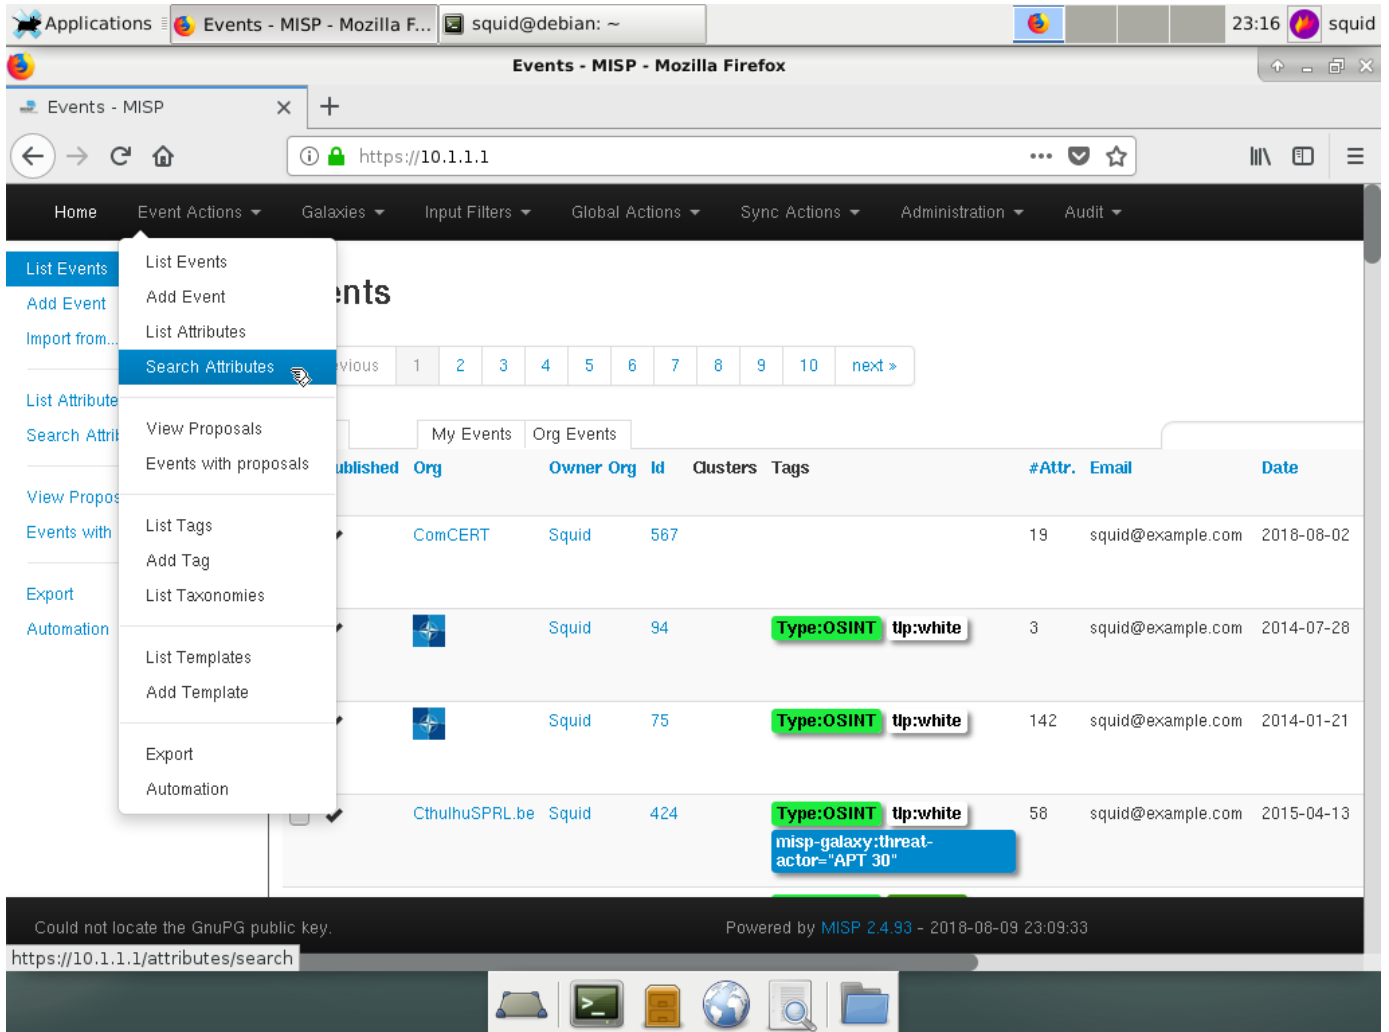 Applications
Events - MISP - Mozilla F...
squid@debian: ~
23:16
squid
Events - MISP - Mozilla Firefox
Events - MISP
https://10.1.1.1
Home Event Actions Galaxies Input Filters Global Actions Sync Actions Administration Audit
List Events
Add Event
Import from...
List Attribute
Search Attrib
View Propos
Events with
Export
Automation
List Events
Add Event
List Attributes
Search Attributes
View Proposals
Events with proposals
List Tags
Add Tag
List Taxonomies
List Templates
Add Template
Export
Automation
ents
vious 1 2 3 4 5 6 7 8 9 10 next »
My Events Org Events
ublished Org Owner Org Id Clusters Tags #Attr. Email Date
ComCERT Squid 567 19 squid@example.com 2018-08-02
Squid 94 Type:OSINT tlp:white 3 squid@example.com 2014-07-28
Squid 75 Type:OSINT tlp:white 142 squid@example.com 2014-01-21
CthulhuSPRL.be Squid 424 Type:OSINT tlp:white 58 squid@example.com 2015-04-13
misp-galaxy:threat-
actor="APT 30"
Could not locate the GnuPG public key.
Powered by MISP 2.4.93 - 2018-08-09 23:09:33
https://10.1.1.1/attributes/search